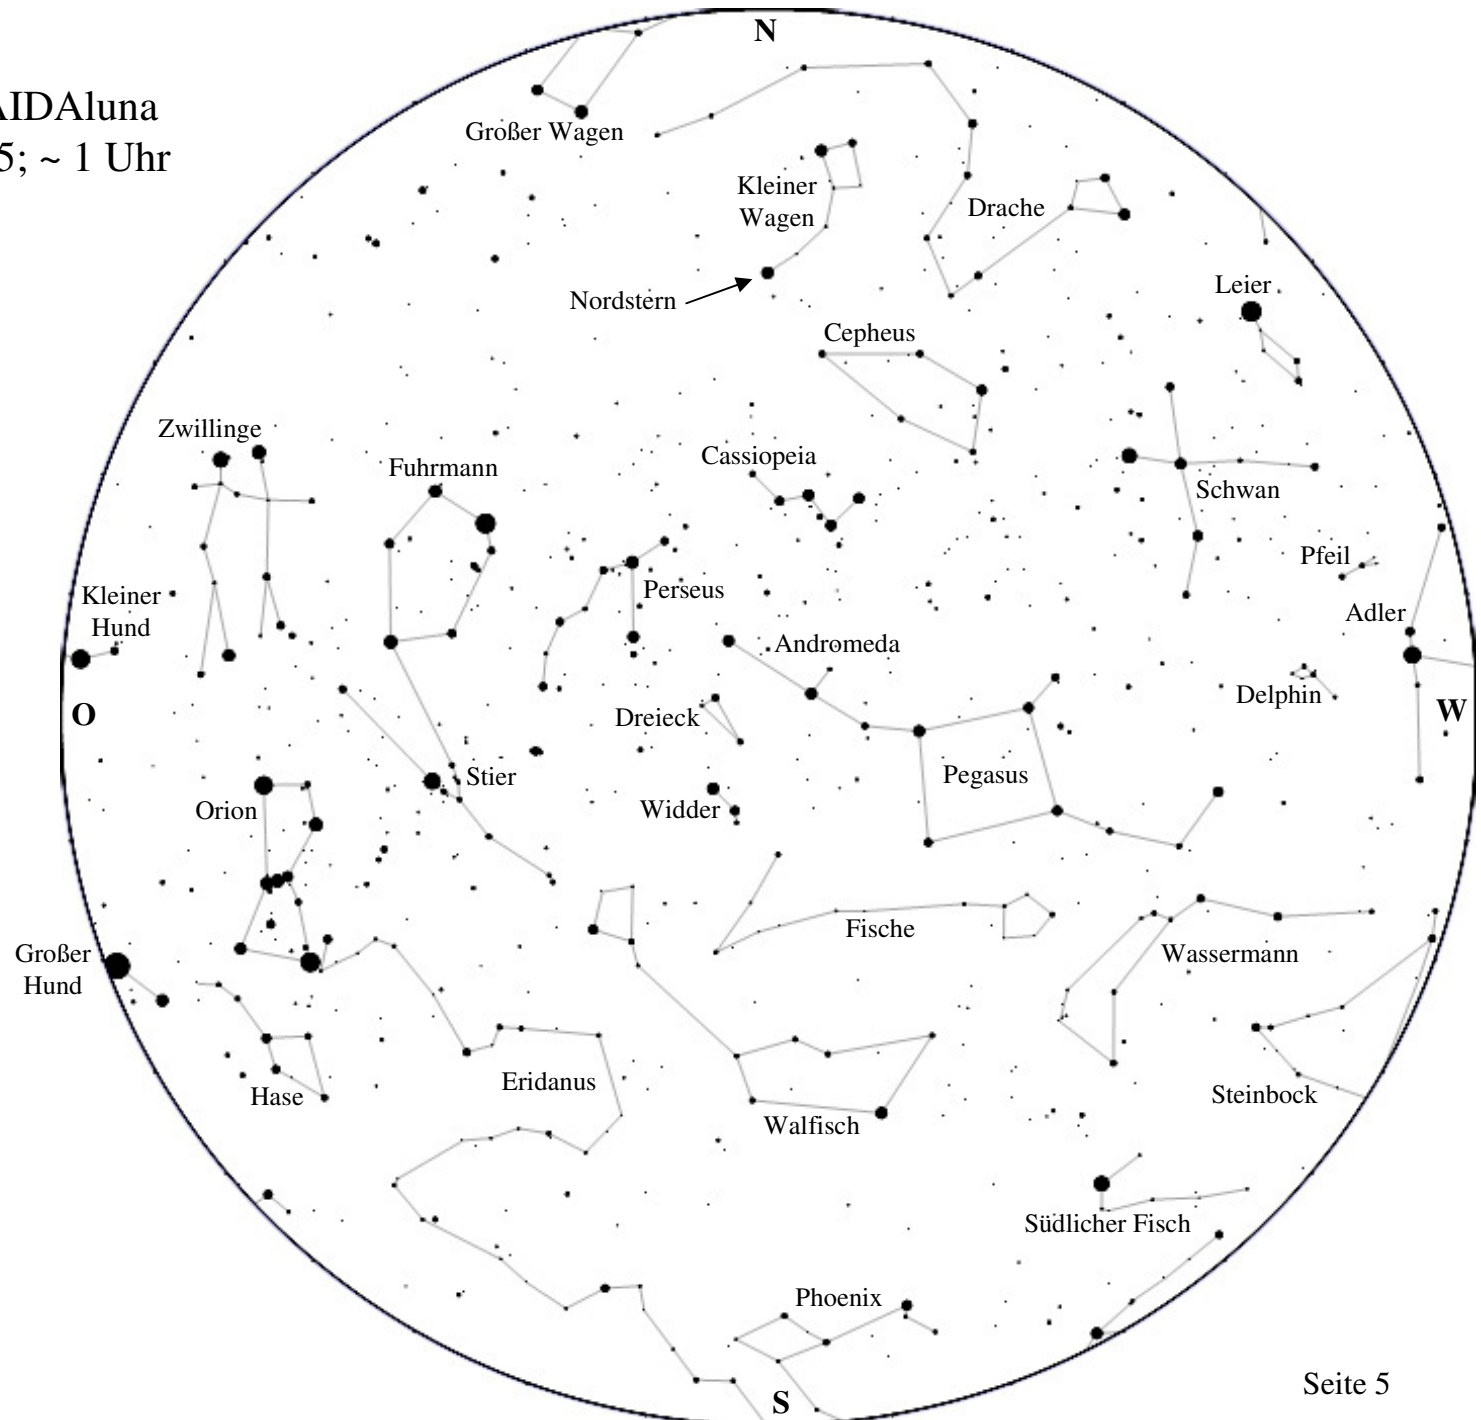 N
AIDAluna
5; ~ 1 Uhr
Großer Wagen
Kleiner
Wagen
Drache
Nordstern
Leier
Cepheus
Zwillinge
Fuhrmann
Cassiopeia
Schwan
Pfeil
Kleiner
Hund
Perseus
Adler
Andromeda
Delphin
O
Dreieck
W
Stier
Pegasus
Orion
Widder
Fische
Großer
Hund
Wassermann
Eridanus
Hase
Steinbock
Walfisch
Südlicher Fisch
Phoenix
Seite 5
S